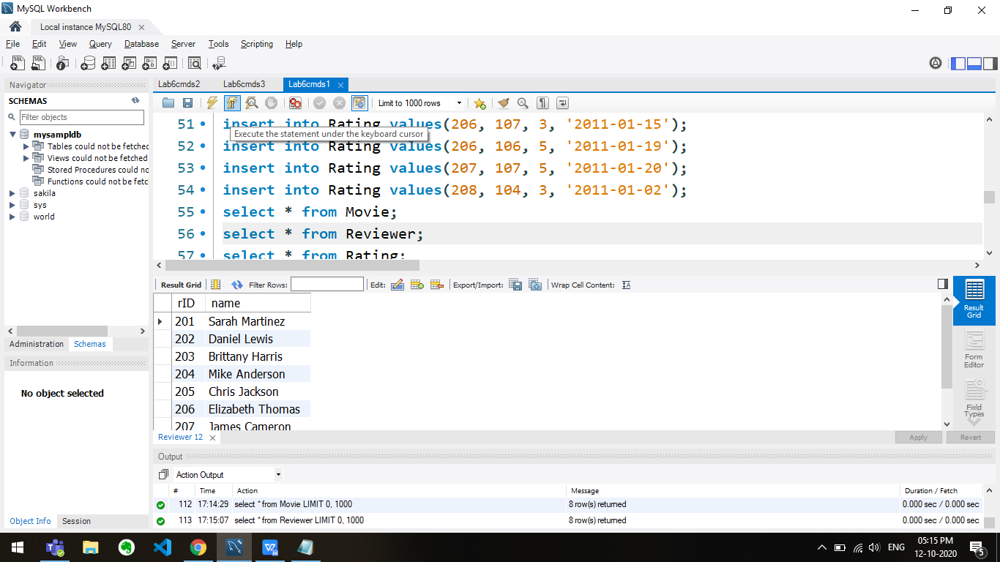 MySQL Workbench
Local instance MySQL80
File Edit View Query Database Server Tools Scripting Help
Navigator
SCHEMAS
Filter objects
mysampldb
Tables could not be fetched
Views could not be fetched
Stored Procedures could no
Functions could not be fetc
sakila
sys
world
Administration Schemas
Information
No object selected
Object Info Session
Lab6cmds2 Lab6cmds3 Lab6cmds1
Limit to 1000 rows
51 insert into Rating values(206, 107, 3, '2011-01-15');
Execute the statement under the keyboard cursor
52 insert into Rating values(206, 106, 5, '2011-01-19');
53 insert into Rating values(207, 107, 5, '2011-01-20');
54 insert into Rating values(208, 104, 3, '2011-01-02');
55 select * from Movie;
56 select * from Reviewer;
57 select * from Rating;
Result Grid Filter Rows: Edit: Export/Import: Wrap Cell Content:
rID name
201 Sarah Martinez
202 Daniel Lewis
203 Brittany Harris
204 Mike Anderson
205 Chris Jackson
206 Elizabeth Thomas
207 James Cameron
Result
Grid
Form
Editor
Field
Types
Reviewer 12 Apply Revert
Output
Action Output
# Time Action Message Duration / Fetch
112 17:14:29 select * from Movie LIMIT 0, 1000 8 row(s) returned 0.000 sec / 0.000 sec
113 17:15:07 select * from Reviewer LIMIT 0, 1000 8 row(s) returned 0.000 sec / 0.000 sec
ENG
05:15 PM
12-10-2020
5